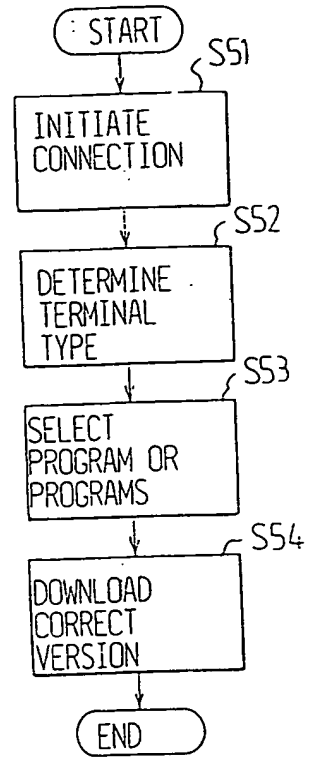 START
S51
INITIATE
CONNECTION
S52
DETERMINE
TERMINAL
TYPE
S53
SELECT
PROGRAM OR
PROGRAMS
S54
DOWNLOAD
CORRECT
VERSION
END